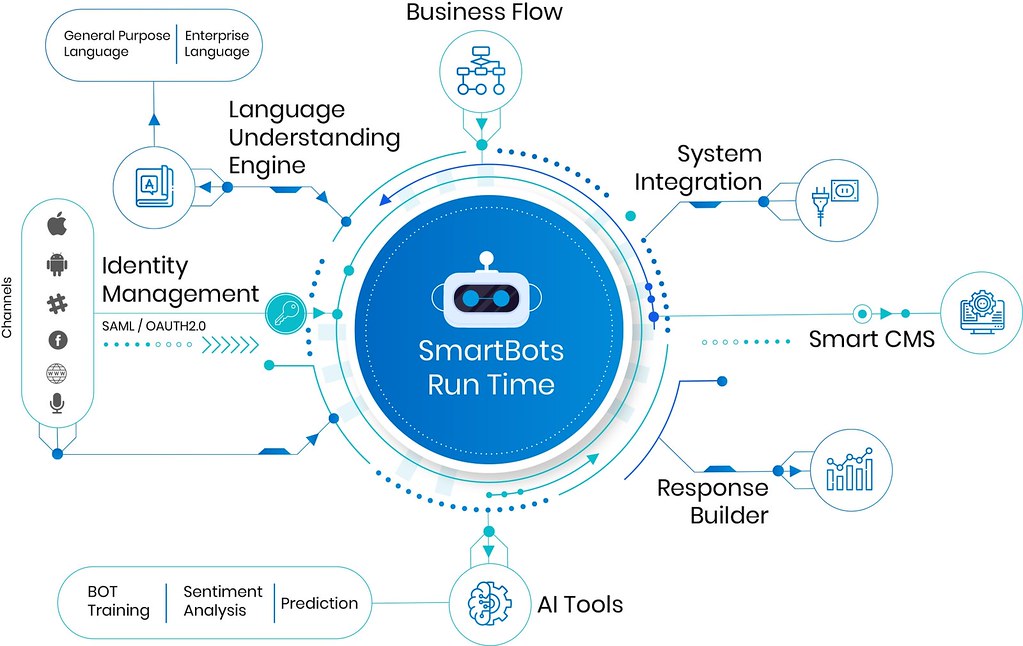 Business Flow
General Purpose
Language
Enterprise
Language
Language
Understanding
Engine
A
System
Integration
Channels
Identity
Management
SAML / OAUTH2.0
f
www
SmartBots
Run Time
Smart CMS
Response
Builder
BOT
Training
Sentiment
Analysis
Prediction
AI Tools